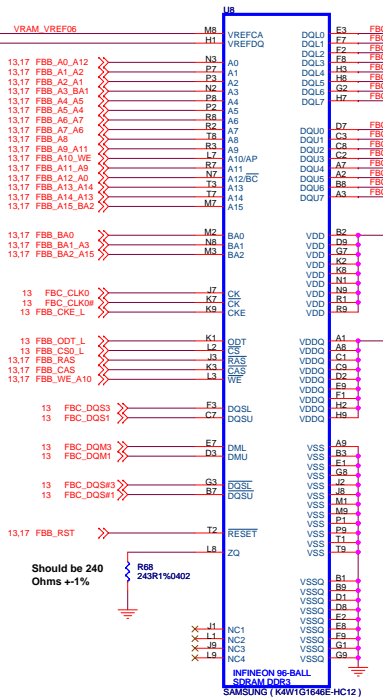 U8
VRAM_VREF06 M8 VREFCA DQL0 E3
H1 VREFDQ DQL1 F7
DQL2 F2
13,17 FBB_A0_A12 N3 A0 DQL3 F8
13,17 FBB_A1_A2 P7 A1 DQL4 H3
13,17 FBB_A2_A1 P3 A2 DQL5 H8
13,17 FBB_A3_BA1 N2 A3 DQL6 G2
13,17 FBB_A4_A5 P8 A4 DQL7 H7
13,17 FBB_A5_A4 P2 A5
13,17 FBB_A6_A7 R8 A6
13,17 FBB_A7_A6 R2 A7 DQU0 D7
13,17 FBB_A8 T8 A8 DQU1 C3
13,17 FBB_A9_A11 R3 A9 DQU2 C8
13,17 FBB_A10_WE L7 A10/AP DQU3 C2
13,17 FBB_A11_A9 R7 A11 DQU4 A7
13,17 FBB_A12_A0 N7 A12/BC DQU5 A2
13,17 FBB_A13_A14 T3 A13 DQU6 B8
13,17 FBB_A14_A13 T7 A14 DQU7 A3
13,17 FBB_A15_BA2 M7 A15
13,17 FBB_BA0 M2 BA0 VDD B2
13,17 FBB_BA1_A3 N8 BA1 VDD D9
13,17 FBB_BA2_A15 M3 BA2 VDD G7
VDD K2
VDD K8
VDD N1
13 FBC_CLK0 J7 CK VDD N9
13 FBC_CLK0# K7 CK VDD R1
13 FBB_CKE_L K9 CKE VDD R9
13 FBB_ODT_L K1 ODT VDDQ A1
13 FBB_CS0_L L2 CS VDDQ A8
13,17 FBB_RAS J3 RAS VDDQ C1
13,17 FBB_CAS K3 CAS VDDQ C9
13,17 FBB_WE_A10 L3 WE VDDQ D2
VDDQ E9
VDDQ F1
13 FBC_DQS3 F3 DQSL VDDQ H2
13 FBC_DQS1 C7 DQSU VDDQ H9
13 FBC_DQM3 E7 DML VSS A9
13 FBC_DQM1 D3 DMU VSS B3
VSS E1
VSS G8
13 FBC_DQS#3 G3 DQSL VSS J2
13 FBC_DQS#1 B7 DQSU VSS J8
VSS M1
VSS M9
VSS P1
13,17 FBB_RST T2 RESET VSS P9
VSS T1
L8 ZQ VSS T9
Should be 240
Ohms +-1%
R68
243R1%0402
VSSQ B1
VSSQ B9
VSSQ D1
VSSQ D8
VSSQ E2
J1 NC1 VSSQ E8
L1 NC2 VSSQ F9
J9 NC3 VSSQ G1
L9 NC4 VSSQ G9
INFINEON 96-BALL
SDRAM DDR3
SAMSUNG ( K4W1G1646E-HC12 )